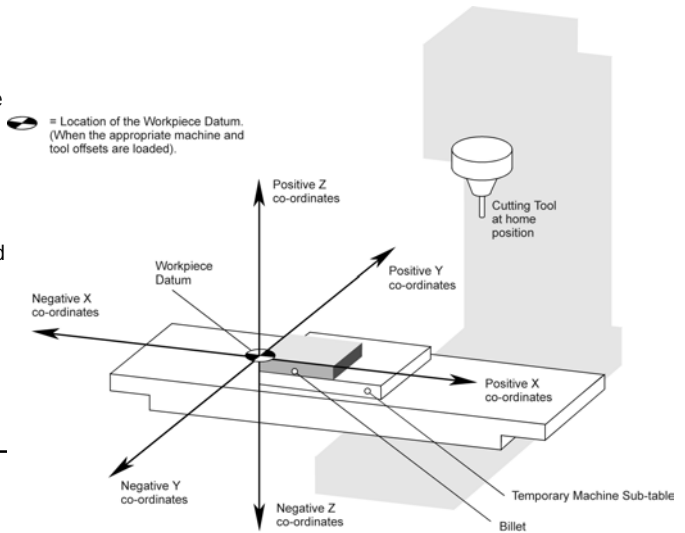 e
= Location of the Workpiece Datum.
(When the appropriate machine and
tool offsets are loaded).
Positive Z
co-ordinates
Cutting Tool
at home
position
d
Workpiece
Datum
Positive Y
co-ordinates
Negative X
co-ordinates
Positive X
co-ordinates
Negative Y
co-ordinates
Negative Z
co-ordinates
Temporary Machine Sub-table
Billet